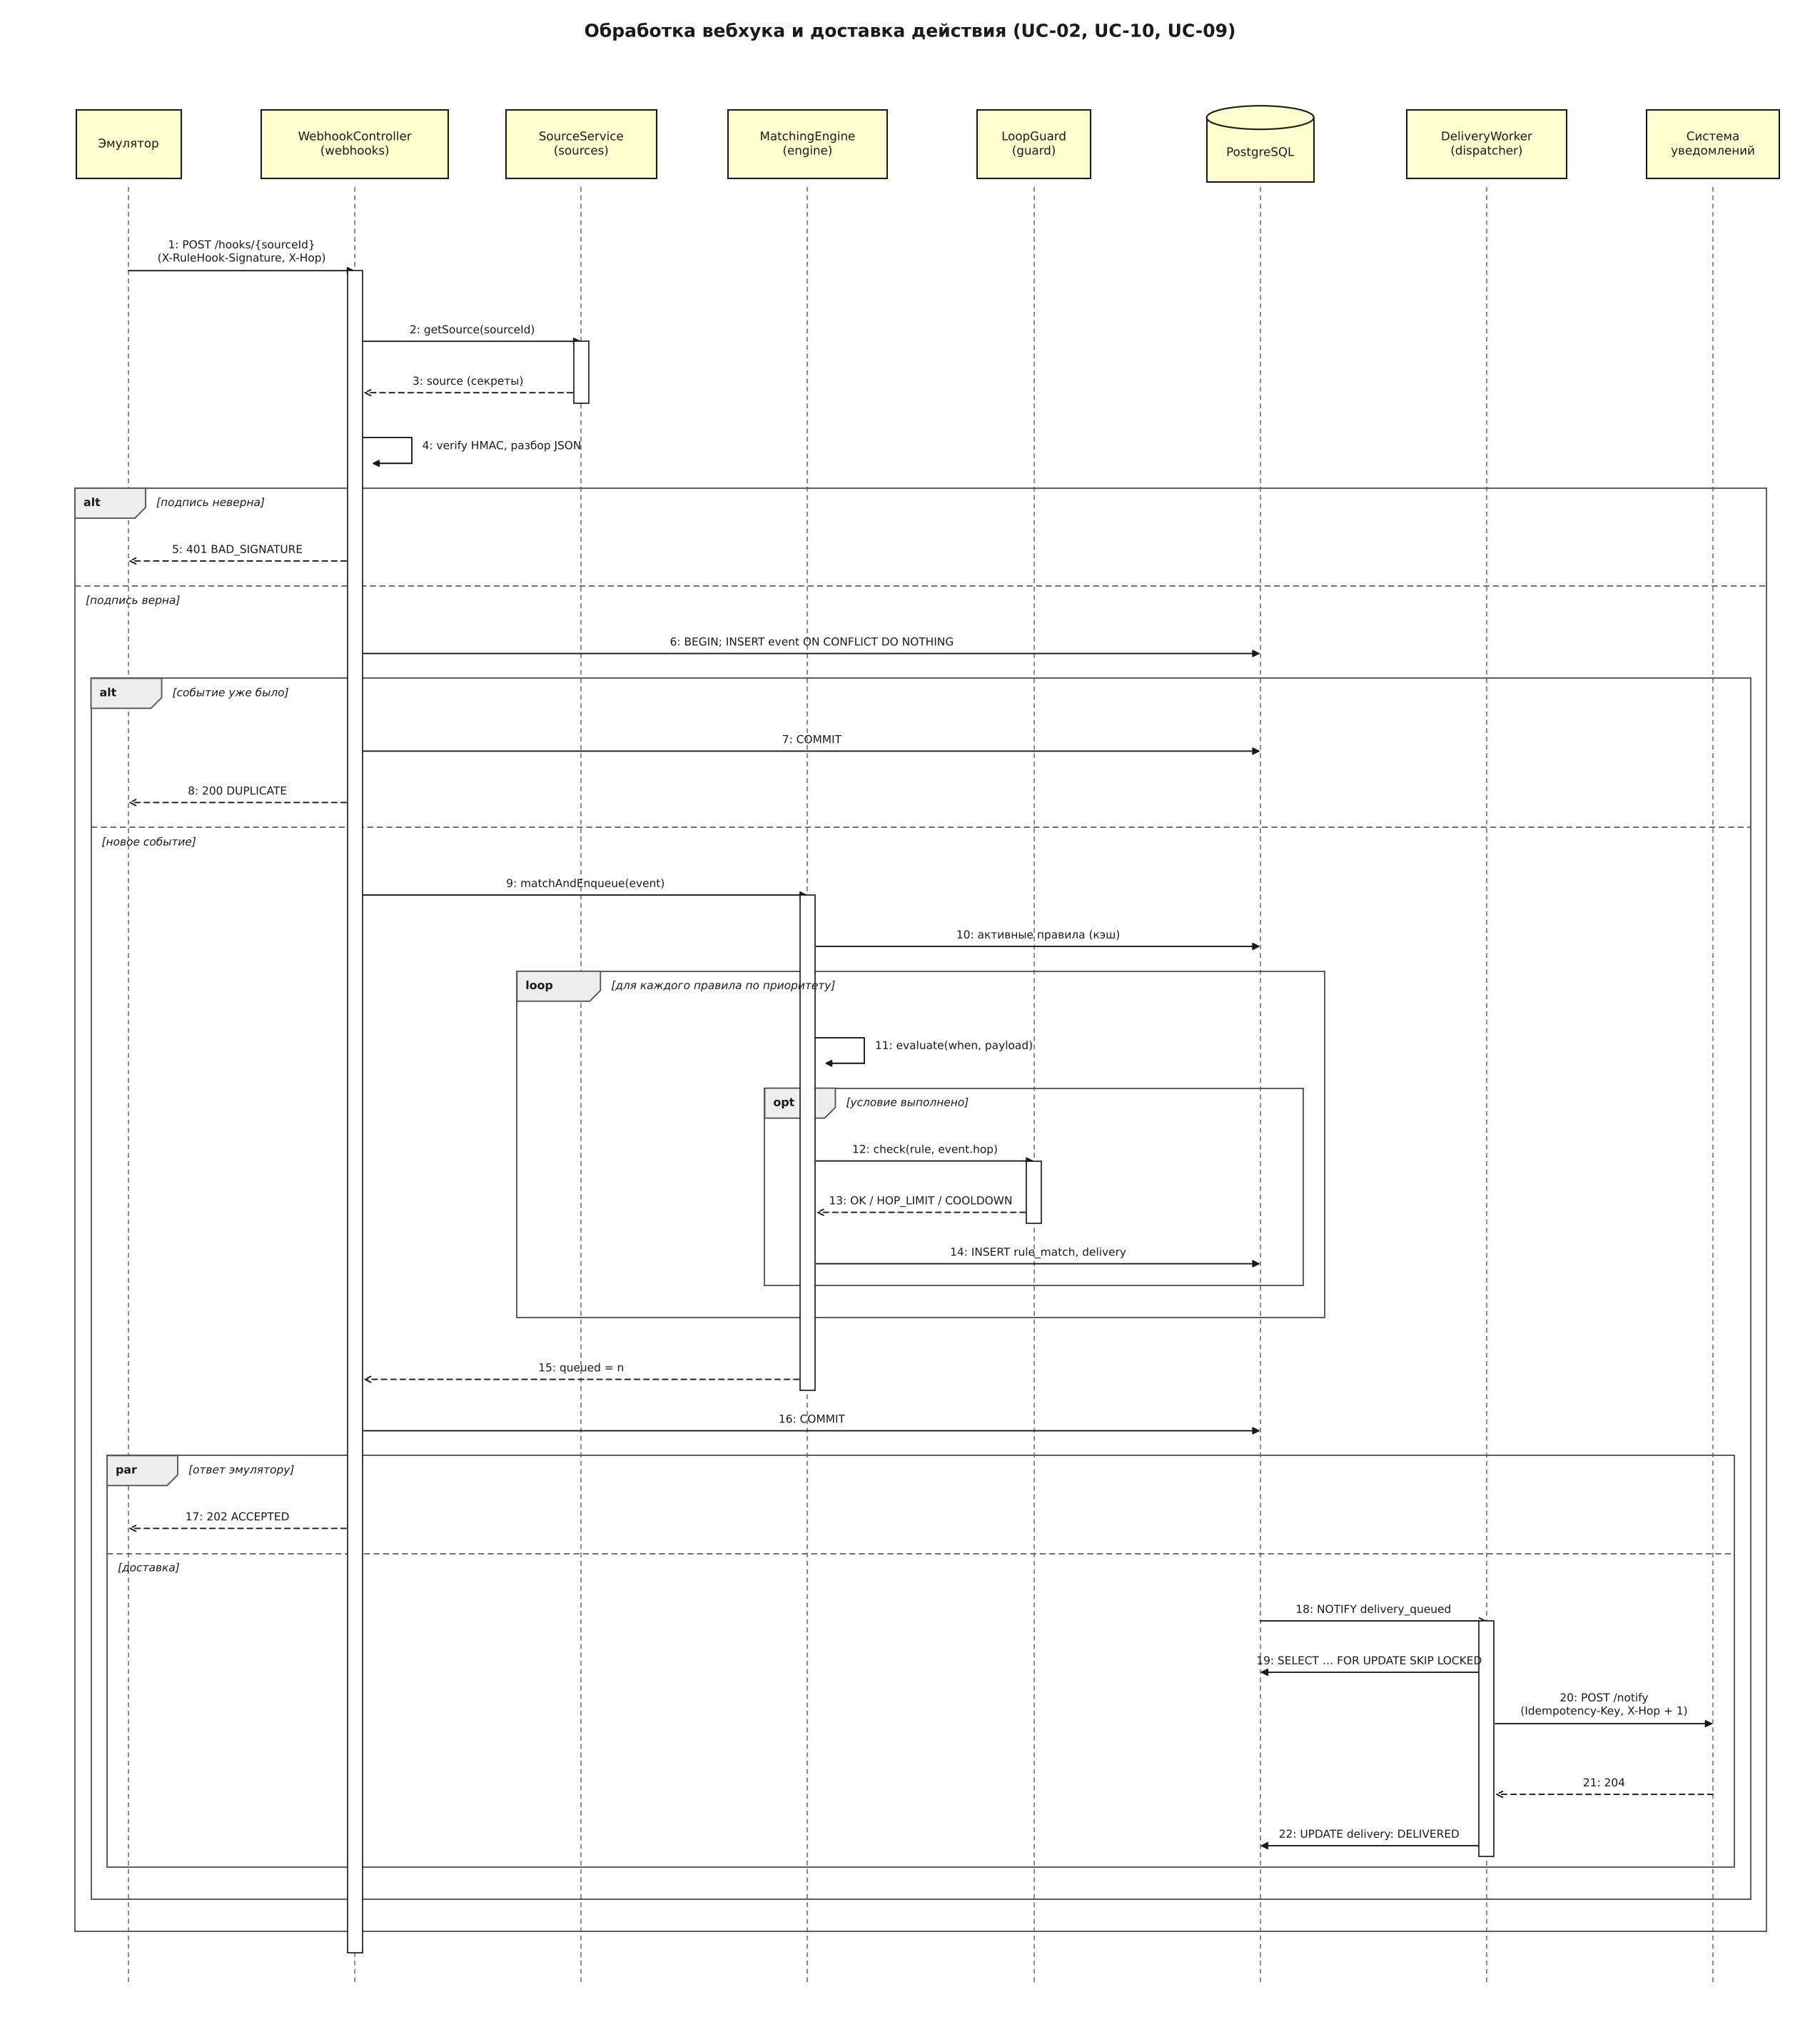 Обработка вебхука и доставка действия (UC-02, UC-10, UC-09)
Эмулятор
WebhookController
(webhooks)
SourceService
(sources)
MatchingEngine
(engine)
LoopGuard
(guard)
PostgreSQL
DeliveryWorker
(dispatcher)
Система
уведомлений
1: POST /hooks/{sourceId}
(X-RuleHook-Signature, X-Hop)
2: getSource(sourceId)
3: source (секреты)
4: verify HMAC, разбор JSON
alt
[подпись неверна]
5: 401 BAD_SIGNATURE
[подпись верна]
6: BEGIN; INSERT event ON CONFLICT DO NOTHING
alt
[событие уже было]
7: COMMIT
8: 200 DUPLICATE
[новое событие]
9: matchAndEnqueue(event)
10: активные правила (кэш)
loop
[для каждого правила по приоритету]
11: evaluate(when, payload)
opt
[условие выполнено]
12: check(rule, event.hop)
13: OK / HOP_LIMIT / COOLDOWN
14: INSERT rule_match, delivery
15: queued = n
16: COMMIT
par
[ответ эмулятору]
17: 202 ACCEPTED
[доставка]
18: NOTIFY delivery_queued
19: SELECT … FOR UPDATE SKIP LOCKED
20: POST /notify
(Idempotency-Key, X-Hop + 1)
21: 204
22: UPDATE delivery: DELIVERED